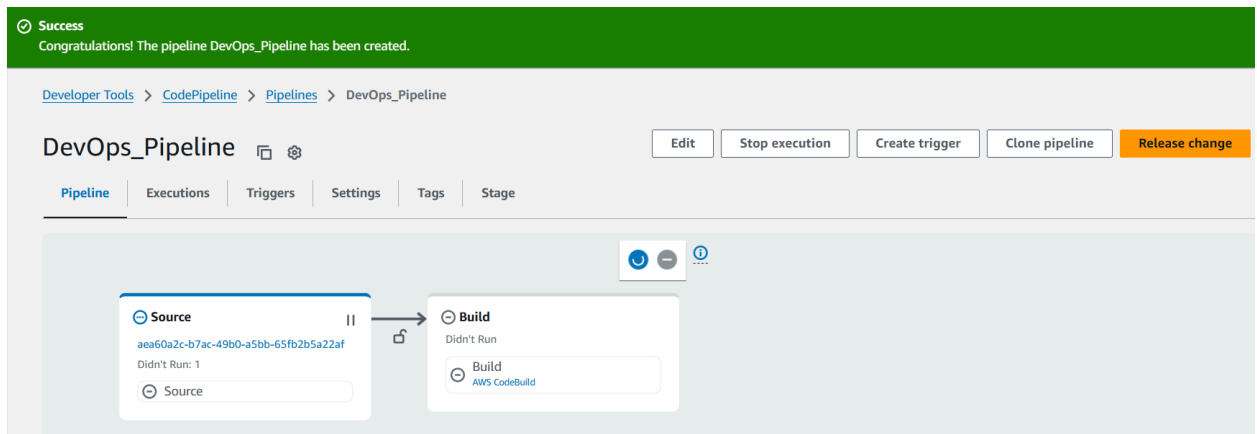 Success
Congratulations! The pipeline DevOps_Pipeline has been created.
Developer Tools > CodePipeline > Pipelines > DevOps_Pipeline
DevOps_Pipeline
Edit Stop execution Create trigger Clone pipeline Release change
Pipeline Executions Triggers Settings Tags Stage
Source
aea60a2c-b7ac-49b0-a5bb-65fb2b5a22af
Didn't Run: 1
Source
Build
Didn't Run
Build
AWS CodeBuild